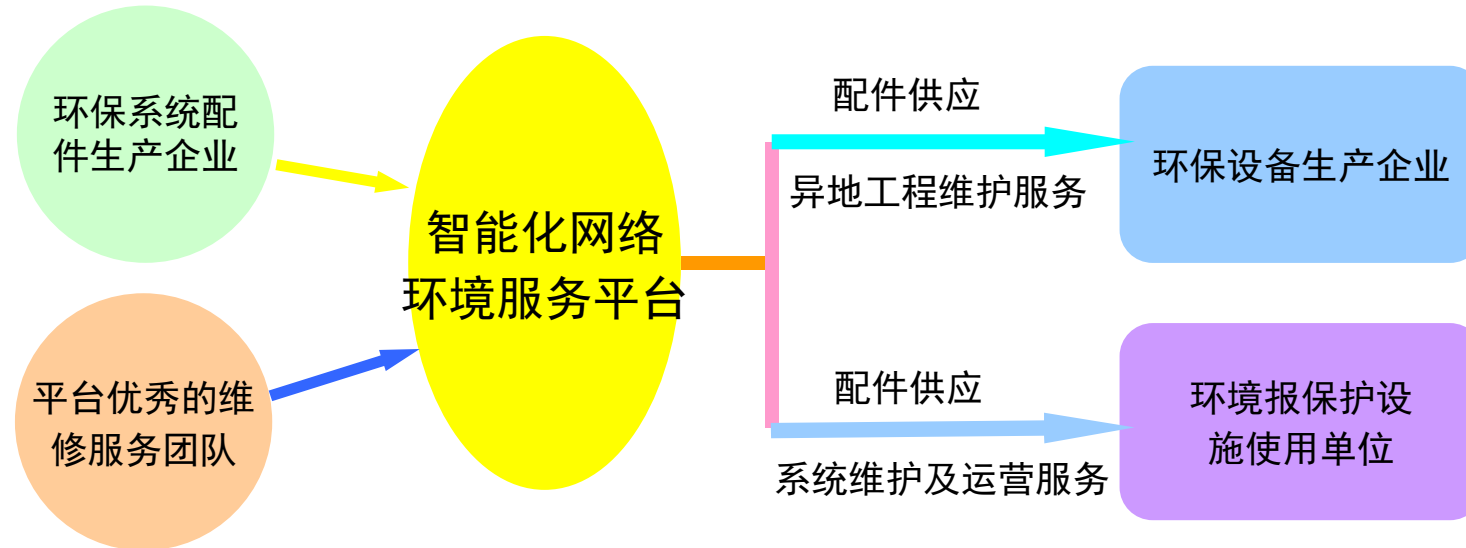 环保系统配
件生产企业
平台优秀的维
修服务团队
智能化网络
环境服务平台
配件供应
异地工程维护服务
环保设备生产企业
配件供应
系统维护及运营服务
环境报保护设
施使用单位